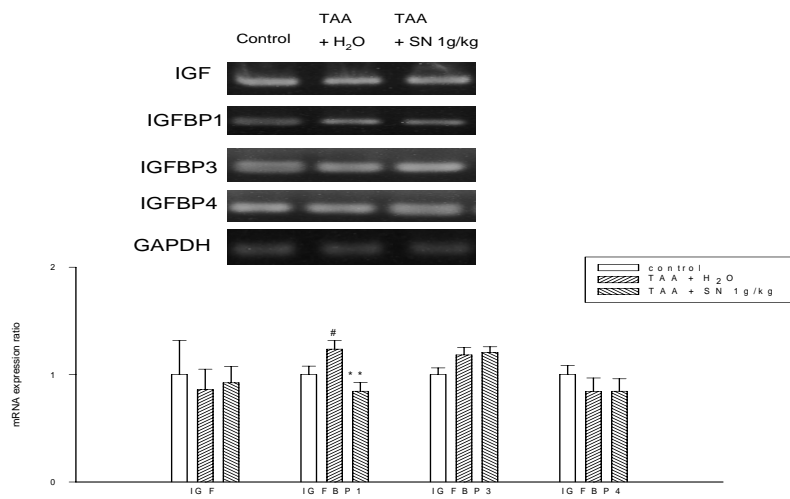 Control TAA + H2O TAA + SN 1g/kg
IGF
IGFBP1
IGFBP3
IGFBP4
GAPDH
2
control
TAA + H2O
TAA + SN 1g/kg
mRNA expression ratio
#
**
1
0
IGF IGFBP1 IGFBP3 IGFBP4